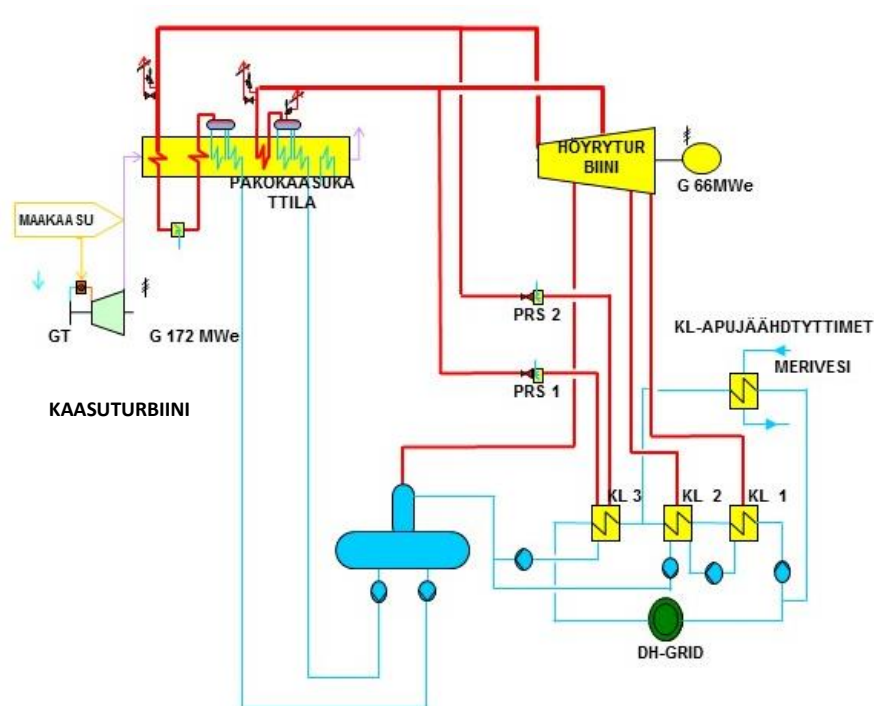 HÖYRYTUR
BIINI
G 66MWe
PAKOKAASUKA
TTILA
MAAKAASU
GT
G 172 MWe
PRS 2
KL-APUJÄÄHDTYTTIMET
MERIVESI
PRS 1
KAASUTURBIINI
KL 3
KL 2
KL 1
DH-GRID